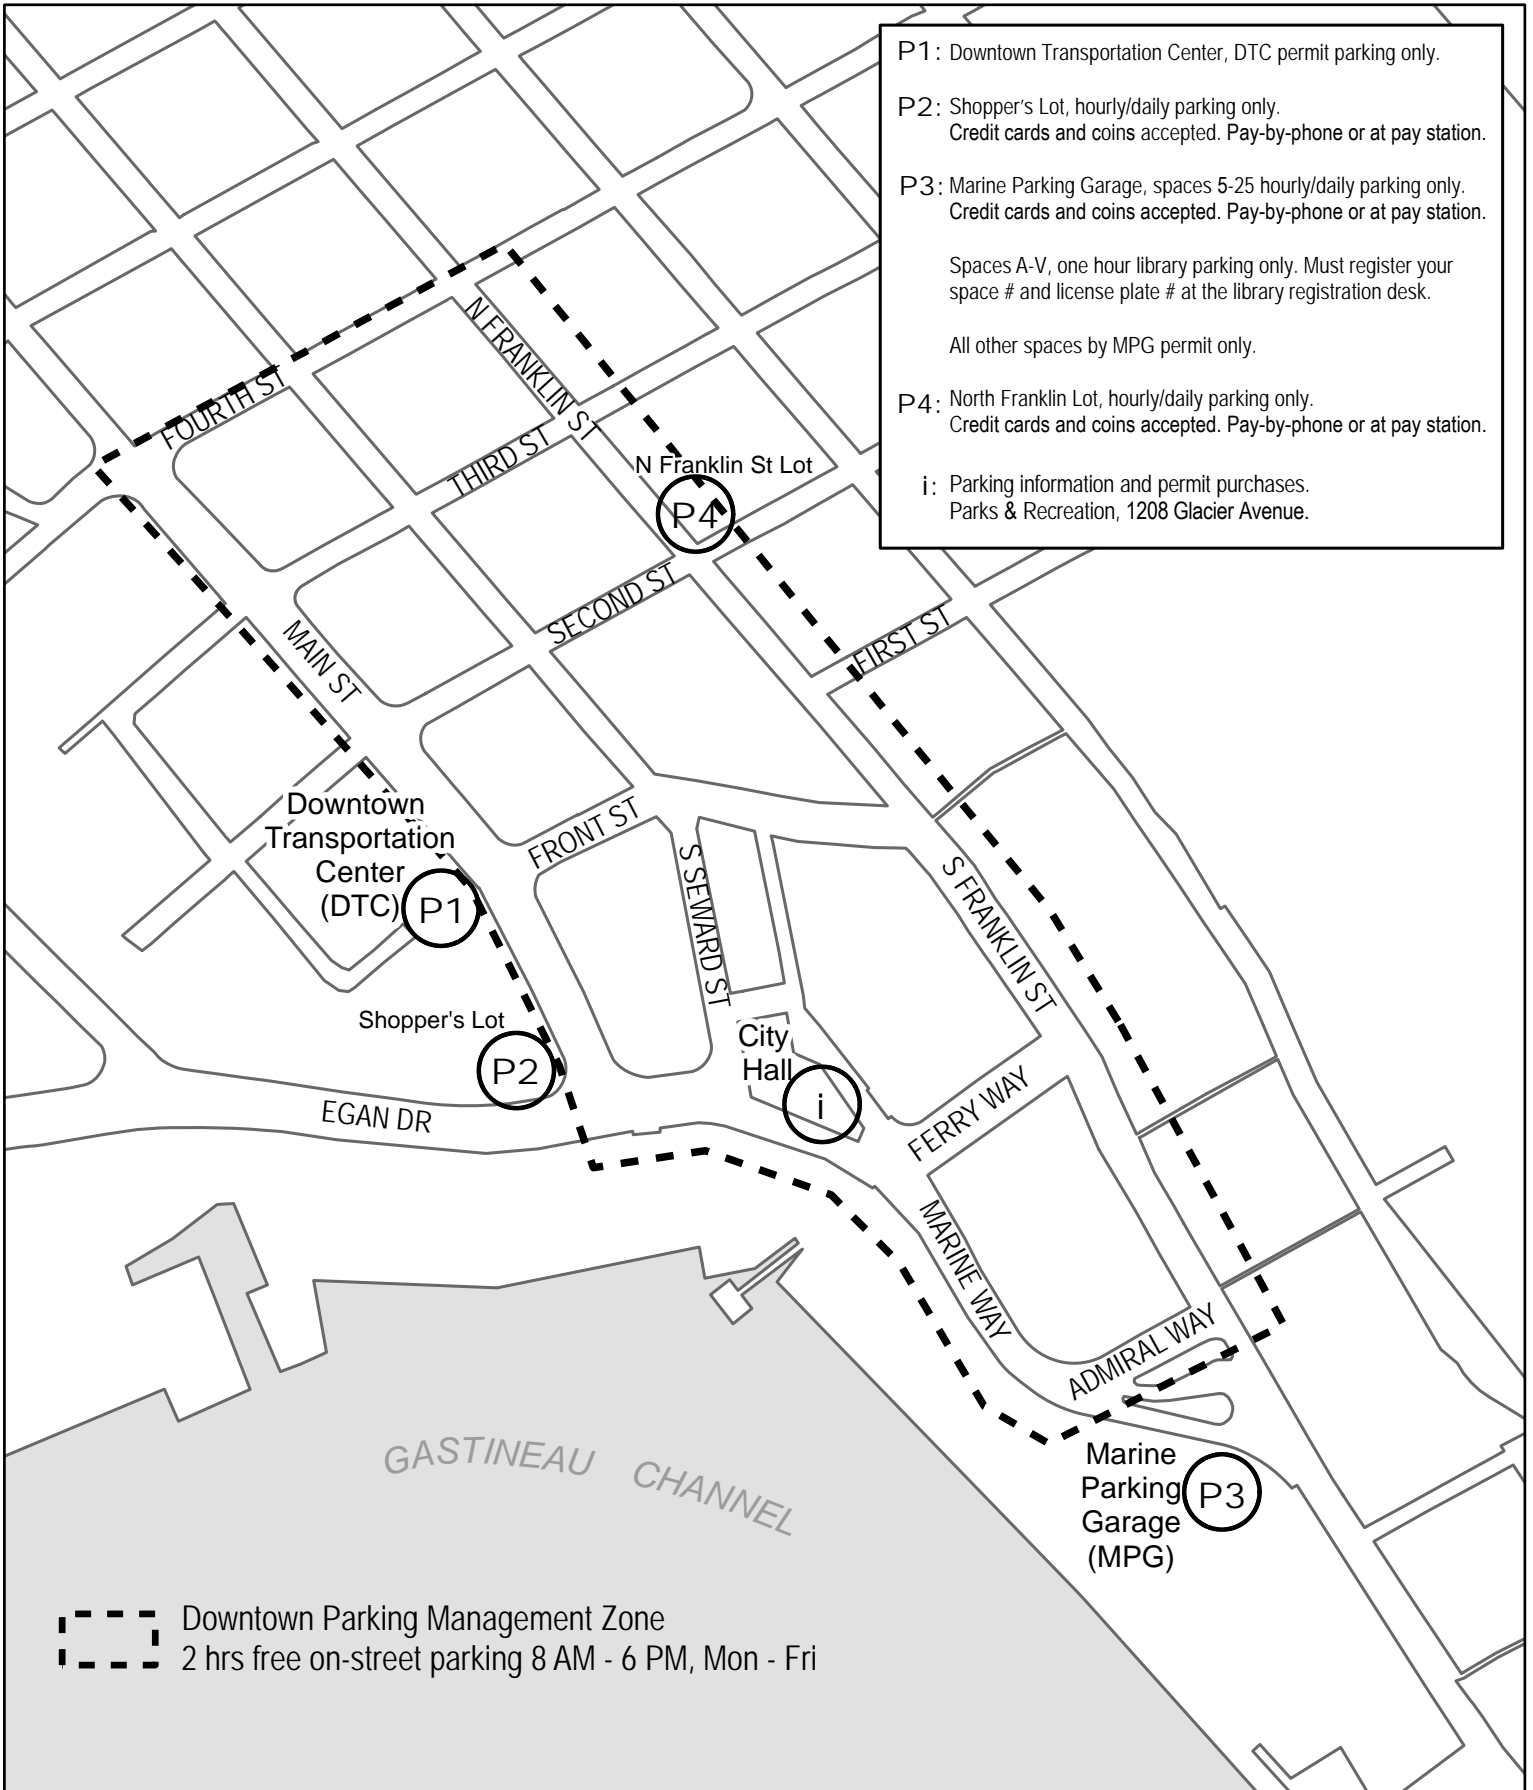 P1: Downtown Transportation Center, DTC permit parking only.
P2: Shopper's Lot, hourly/daily parking only.
Credit cards and coins accepted. Pay-by-phone or at pay station.
P3: Marine Parking Garage, spaces 5-25 hourly/daily parking only.
Credit cards and coins accepted. Pay-by-phone or at pay station.
Spaces A-V, one hour library parking only. Must register your
space # and license plate # at the library registration desk.
All other spaces by MPG permit only.
P4: North Franklin Lot, hourly/daily parking only.
Credit cards and coins accepted. Pay-by-phone or at pay station.
i: Parking information and permit purchases.
Parks & Recreation, 1208 Glacier Avenue.
N FRANKLIN ST
FOURTH ST
THIRD ST
N Franklin St Lot
P4
SECOND ST
MAIN ST
FIRST ST
Downtown
Transportation
Center
(DTC)
P1
FRONT ST
S SEWARD ST
S FRANKLIN ST
Shopper's Lot
P2
City
Hall
i
EGAN DR
FERRY WAY
MARINE WAY
ADMIRAL WAY
GASTINEAU CHANNEL
Marine
Parking
Garage
(MPG)
P3
Downtown Parking Management Zone
2 hrs free on-street parking 8 AM - 6 PM, Mon - Fri